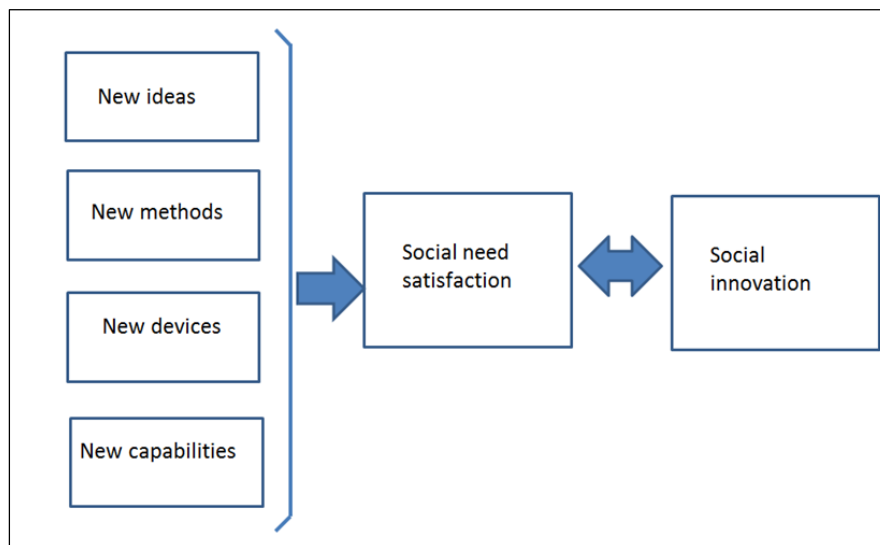 New ideas
New methods
New devices
New capabilities
Social need
satisfaction
Social
innovation